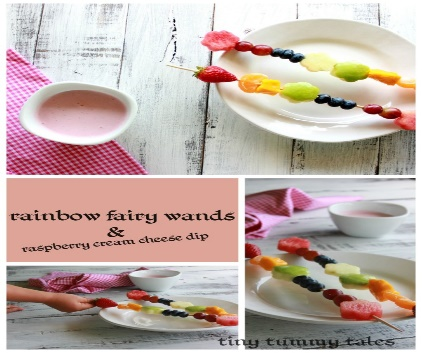 rainbow fairy wands
&
raspberry cream cheese dip
tiny tummy tales